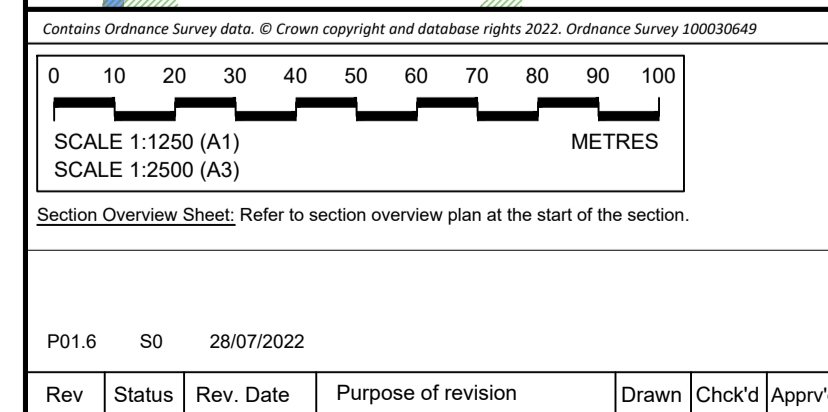 Contains Ordnance Survey data. © Crown copyright and database rights 2022. Ordnance Survey 100030649
0 10 20 30 40 50 60 70 80 90 100
SCALE 1:1250 (A1) METRES
SCALE 1:2500 (A3)
Section Overview Sheet: Refer to section overview plan at the start of the section.
P01.6 S0 28/07/2022
Rev Status Rev. Date Purpose of revision Drawn Chck'd Apprv'd